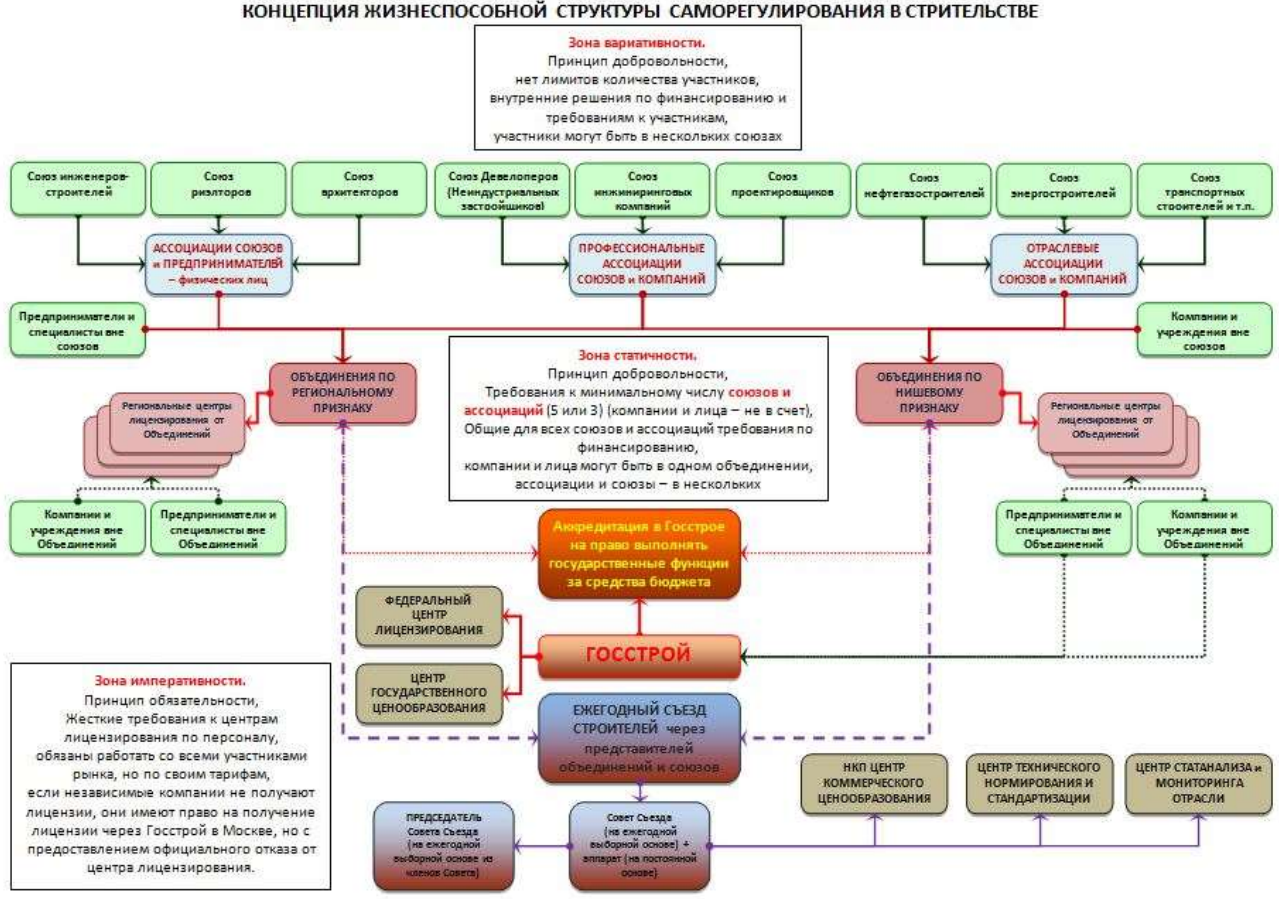 КОНЦЕПЦИЯ ЖИЗНЕСПОСОБНОЙ СТРУКТУРЫ САМОРЕГУЛИРОВАНИЯ В СТРИТЕЛЬСТВЕ
Зона вариативности.
Принцип добровольности,
нет лимитов количества участников,
внутренние решения по финансированию и
требованиям к участникам,
участники могут быть в нескольких союзах
Союз инженеров-
строителей
Союз
риэлторов
Союз
архитекторов
Союз Девелоперов
(Неиндустриальных
застройщиков)
Союз
инжиниринговых
компаний
Союз
проектировщиков
Союз
нефтегазостроителей
Союз
энергостроителей
Союз
транспортных
строителей и т.п.
АССОЦИАЦИИ СОЮЗОВ
и ПРЕДПРИНИМАТЕЛЕЙ
– физических лиц
ПРОФЕССИОНАЛЬНЫЕ
АССОЦИАЦИИ
СОЮЗОВ и КОМПАНИЙ
ОТРАСЛЕВЫЕ
АССОЦИАЦИИ
СОЮЗОВ и КОМПАНИЙ
Предприниматели и
специалисты вне
союзов
Компании и
учреждения вне
союзов
Зона статичности.
Принцип добровольности,
Требования к минимальному числу союзов и
ассоциаций (5 или 3) (компании и лица – не в счет),
Общие для всех союзов и ассоциаций требования по
финансированию,
компании и лица могут быть в одном объединении,
ассоциации и союзы – в нескольких
ОБЪЕДИНЕНИЯ ПО
РЕГИОНАЛЬНОМУ
ПРИЗНАКУ
ОБЪЕДИНЕНИЯ ПО
НИШЕВОМУ
ПРИЗНАКУ
Региональные центры
лицензирования от
Объединений
Региональные центры
лицензирования от
Объединений
Компании и
учреждения вне
Объединений
Предприниматели и
специалисты вне
Объединений
Предприниматели и
специалисты вне
Объединений
Компании и
учреждения вне
Объединений
Аккредитация в Госстрое
на право выполнять
государственные функции
за средства бюджета
ФЕДЕРАЛЬНЫЙ
ЦЕНТР
ЛИЦЕНЗИРОВАНИЯ
ГОССТРОЙ
ЦЕНТР
ГОСУДАРСТВЕННОГО
ЦЕНООБРАЗОВАНИЯ
Зона императивности.
Принцип обязательности,
Жесткие требования к центрам
лицензирования по персоналу,
обязаны работать со всеми участниками
рынка, но по своим тарифам,
если независимые компании не получают
лицензии, они имеют право на получение
лицензии через Госстрой в Москве, но с
предоставлением официального отказа от
центра лицензирования.
ЕЖЕГОДНЫЙ СЪЕЗД
СТРОИТЕЛЕЙ через
представителей
объединений и союзов
НКП ЦЕНТР
КОММЕРЧЕСКОГО
ЦЕНООБРАЗОВАНИЯ
ЦЕНТР ТЕХНИЧЕСКОГО
НОРМИРОВАНИЯ И
СТАНДАРТИЗАЦИИ
ЦЕНТР СТАТАНАЛИЗА и
МОНИТОРИНГА
ОТРАСЛИ
ПРЕДСЕДАТЕЛЬ
Совета Съезда
(на ежегодной
выборной основе из
членов Совета)
Совет Съезда
(на ежегодной
выборной основе) +
аппарат (на постоянной
основе)